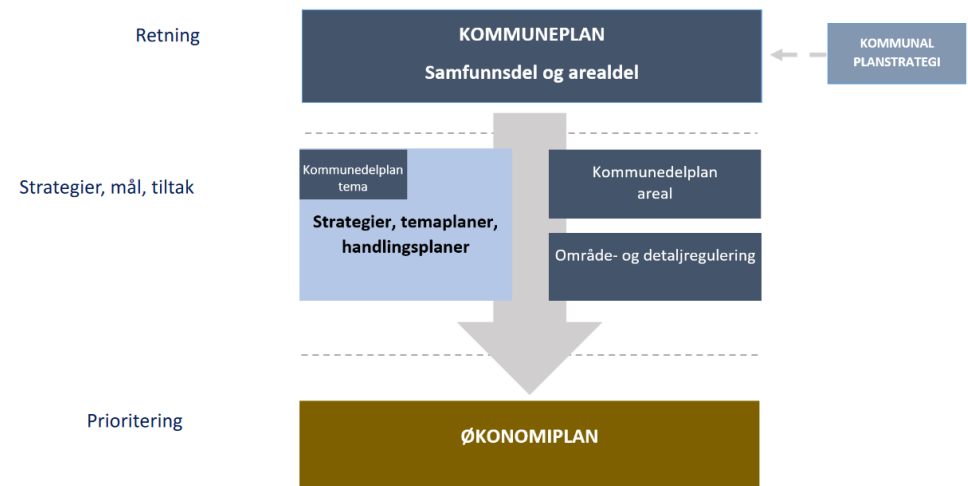 Retning
KOMMUNEPLAN
Samfunnsdel og arealdel
KOMMUNAL
PLANSTRATEGI
Strategier, mål, tiltak
Kommunedelplan
tema
Strategier, temaplaner,
handlingsplaner
Kommunedelplan
areal
Område- og detaljregulering
Prioritering
ØKONOMIPLAN